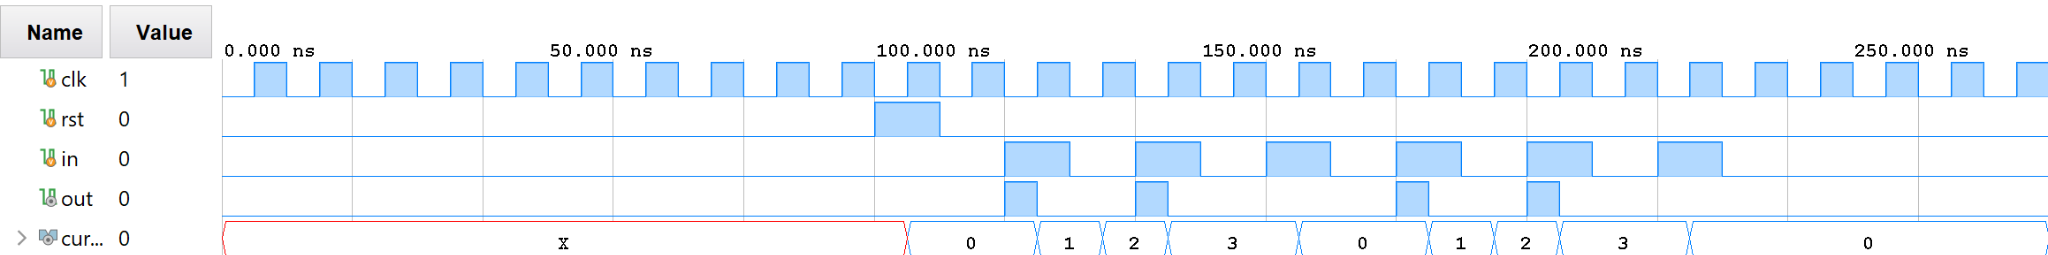 Name Value
0.000 ns 50.000 ns 100.000 ns 150.000 ns 200.000 ns 250.000 ns
clk 1
rst 0
in 0
out 0
cur... 0 X 0 1 2 3 0 1 2 3 0